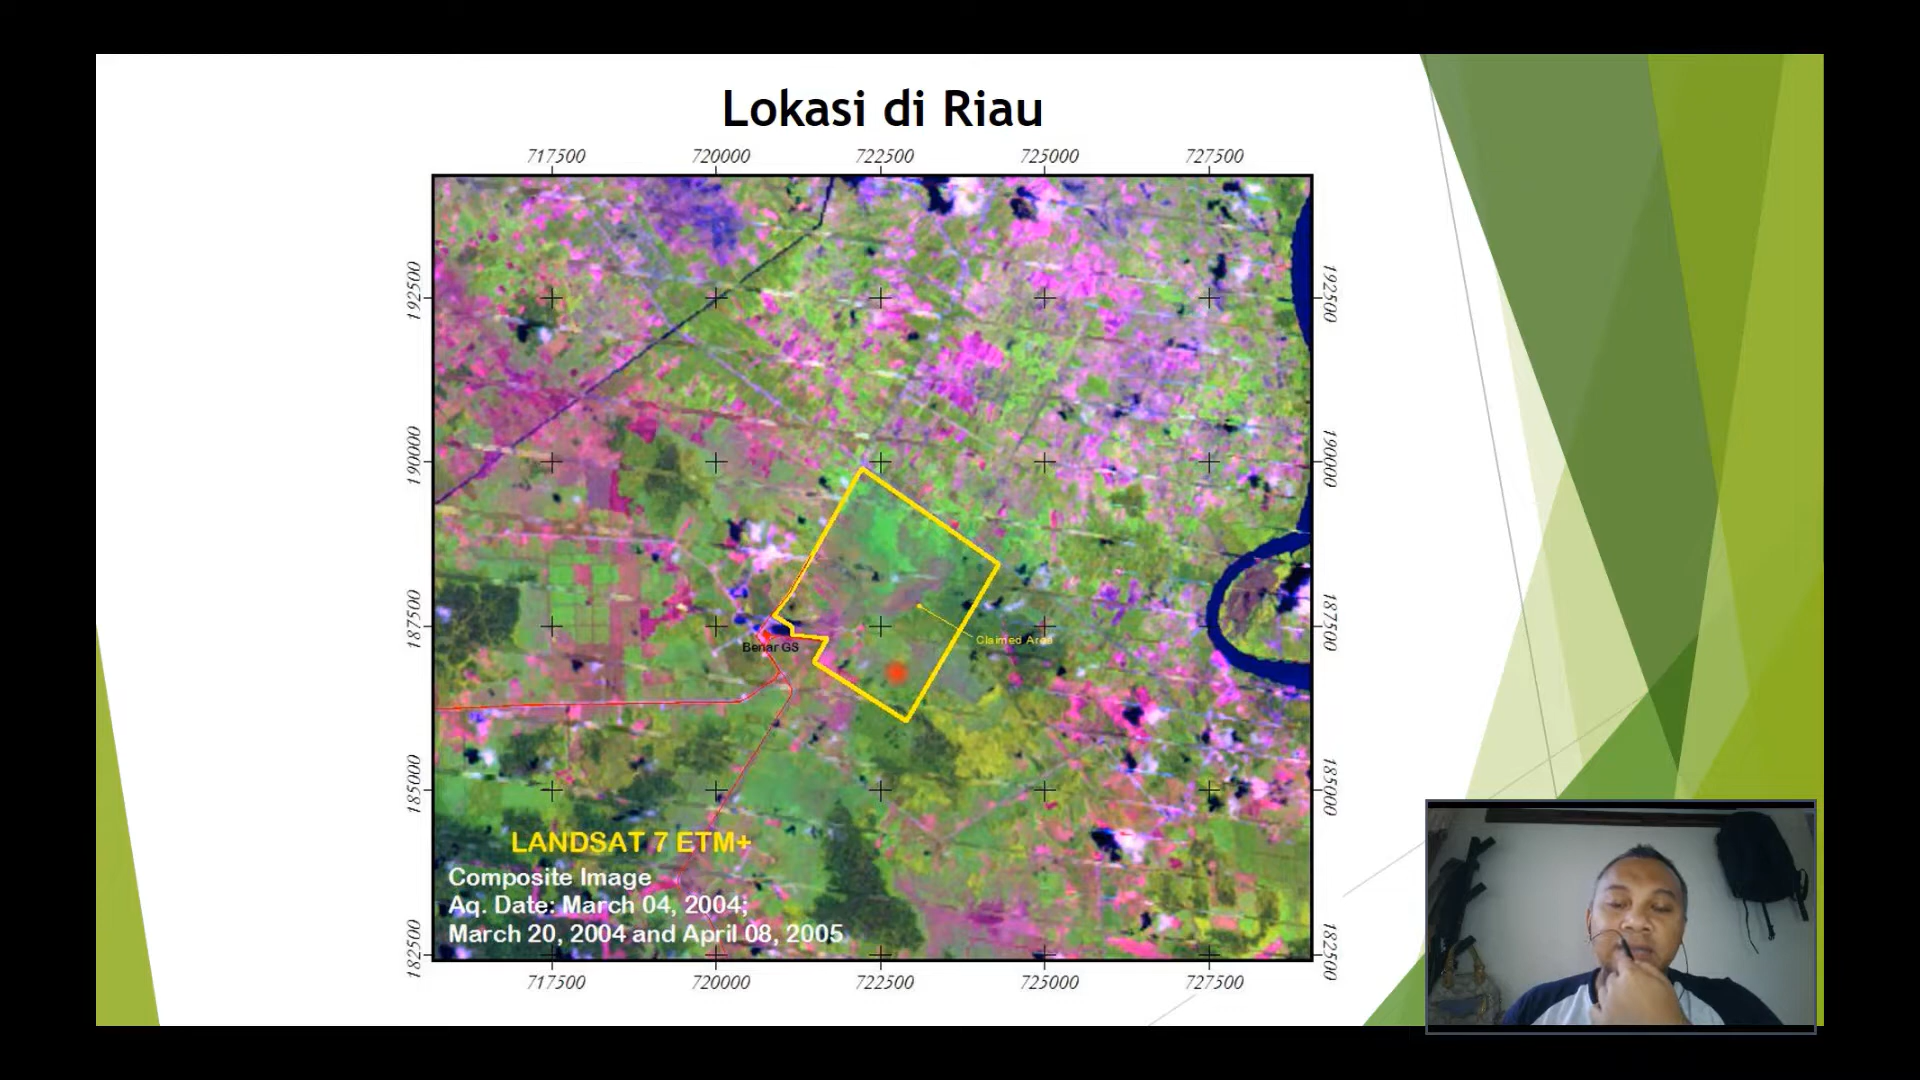 Lokasi di Riau
717500 720000 722500 725000 727500
192500 192500
190000 190000
187500 187500
Claimed Area
Benar GS
185000 185000
LANDSAT 7 ETM+
Composite Image
Aq. Date: March 04, 2004;
March 20, 2004 and April 08, 2005
182500 182500
717500 720000 722500 725000 727500